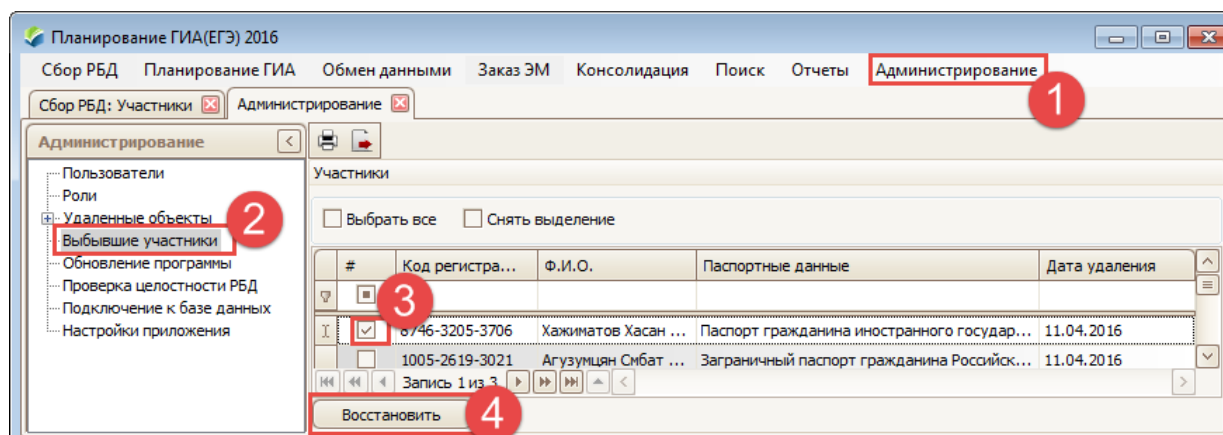 Планирование ГИА(ЕГЭ) 2016
Сбор РБД Планирование ГИА Обмен данными Заказ ЭМ Консолидация Поиск Отчеты Администрирование
1
Сбор РБД: Участники Администрирование
Администрирование
Пользователи
Роли
Удаленные объекты
2
Выбывшие участники
Обновление программы
Проверка целостности РБД
Подключение к базе данных
Настройки приложения
Участники
Выбрать все Снять выделение
# Код регистра... Ф.И.О. Паспортные данные Дата удаления
3
8746-3205-3706 Хажиматов Хасан ... Паспорт гражданина иностранного государ... 11.04.2016
1005-2619-3021 Агузумцян Смбат ... Заграничный паспорт гражданина Российск... 11.04.2016
Запись 1 из 3
Восстановить
4